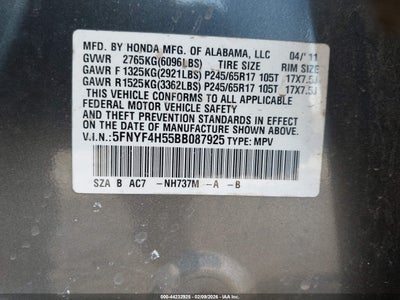 MFD. BY HONDA MFG. OF ALABAMA, LLC 04/'11
GVWR 2765KG(6096LBS) TIRE SIZE RIM SIZE
GAWR F 1325KG(2921LBS) P245/65R17 105T 17X7.5J
GAWR R 1525KG(3362LBS) P245/65R17 105T 17X7.5J
THIS VEHICLE CONFORMS TO ALL APPLICABLE
FEDERAL MOTOR VEHICLE SAFETY AND
THEFT PREVENTION STANDARDS IN EFFECT ON
THE DATE OF MANUFACTURE SHOWN ABOVE.
V.I.N.: 5FNYF4H55BB087925 TYPE: MPV
SZA B AC7 -NH737M -A -B
000-44232925 - 02/09/2026 - IAA Inc.